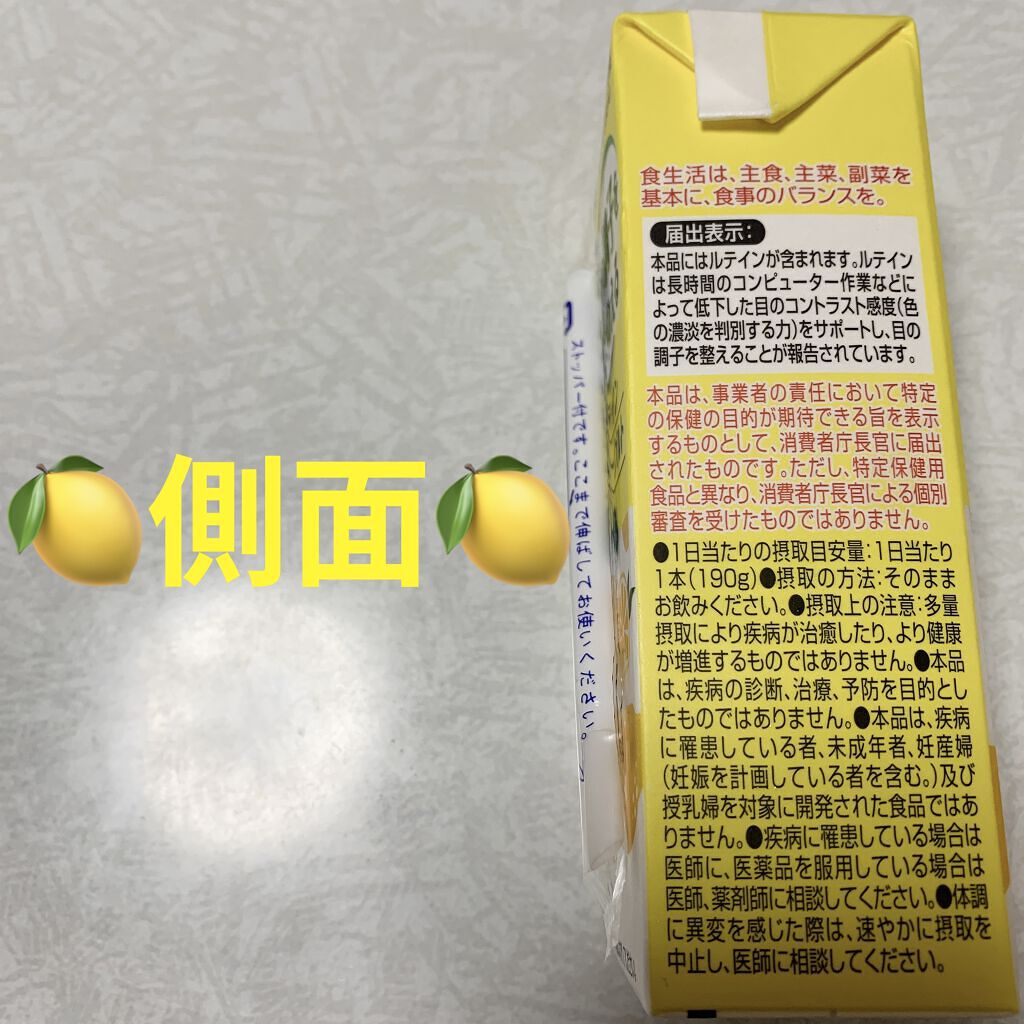 側面
食生活は、主食、主菜、副菜を
基本に、食事のバランスを。
届出表示：
本品にはルテインが含まれます。ルテイン
は長時間のコンピューター作業などに
よって低下した目のコントラスト感度（色
の濃淡を判別する力）をサポートし、目の
調子を整えることが報告されています。
本品は、事業者の責任において特定
の保健の目的が期待できる旨を表示
するものとして、消費者庁長官に届出
されたものです。ただし、特定保健用
食品と異なり、消費者庁長官による個別
審査を受けたものではありません。
●1日当たりの摂取目安量：1日当たり
1本（190g）●摂取の方法：そのまま
お飲みください。●摂取上の注意：多量
摂取により疾病が治癒したり、より健康
が増進するものではありません。●本品
は、疾病の診断、治療、予防を目的とし
たものではありません。●本品は、疾病
に罹患している者、未成年者、妊産婦
（妊娠を計画している者を含む。）及び
授乳婦を対象に開発された食品ではあ
りません。●疾病に罹患している場合は
医師に、医薬品を服用している場合は
医師、薬剤師に相談してください。●体調
に異変を感じた際は、速やかに摂取を
中止し、医師に相談してください。
ストッパー付です。ここまで伸ばしてお使いください。